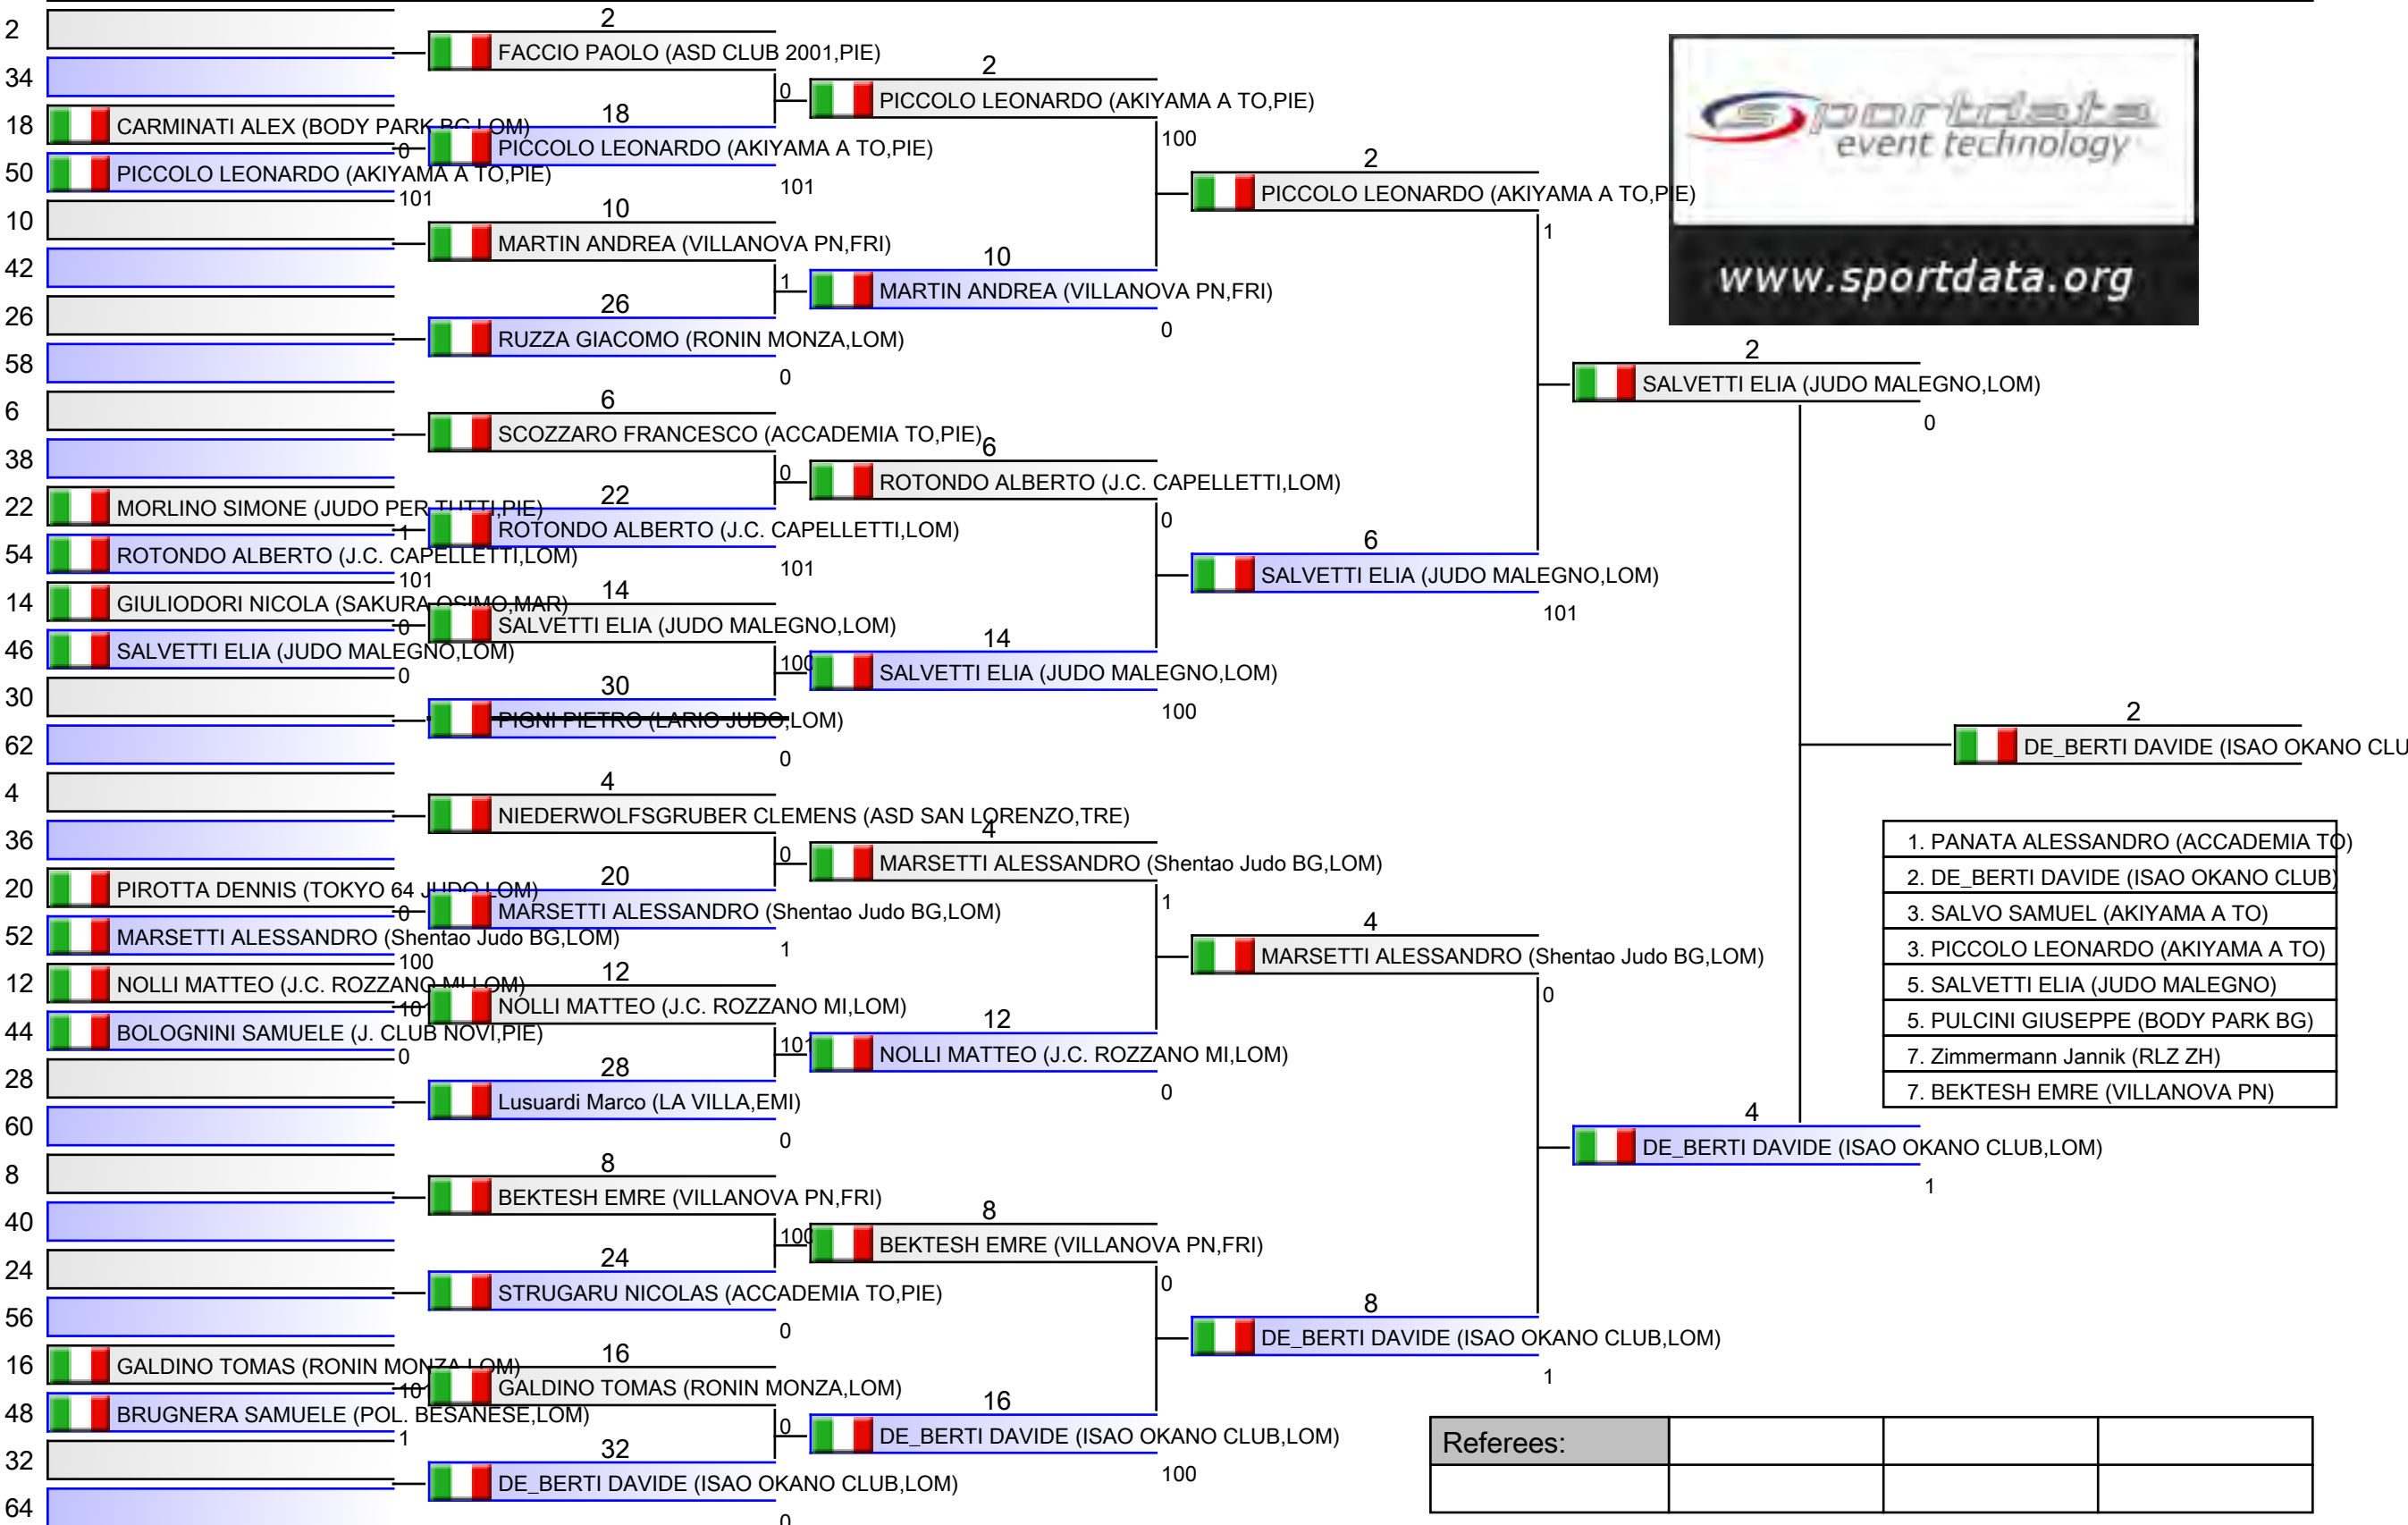 2
34
18 CARMINATI ALEX (BODY PARK BG,LOM)
0
50 PICCOLO LEONARDO (AKIYAMA A TO,PIE)
101
10
42
26
58
6
38
22 MORLINO SIMONE (JUDO PER TUTTI,PIE)
1
54 ROTONDO ALBERTO (J.C. CAPELLETTI,LOM)
101
14 GIULIODORI NICOLA (SAKURA OSIMO,MAR)
0
46 SALVETTI ELIA (JUDO MALEGNO,LOM)
0
30
62
4
36
20 PIROTTA DENNIS (TOKYO 64 JUDO,LOM)
0
52 MARSETTI ALESSANDRO (Shentao Judo BG,LOM)
100
12 NOLLI MATTEO (J.C. ROZZANO MI,LOM)
101
44 BOLOGNINI SAMUELE (J. CLUB NOVI,PIE)
0
28
60
8
40
24
56
16 GALDINO TOMAS (RONIN MONZA,LOM)
10
48 BRUGNERA SAMUELE (POL. BESANESE,LOM)
1
32
64
2
FACCIO PAOLO (ASD CLUB 2001,PIE)
0
18
PICCOLO LEONARDO (AKIYAMA A TO,PIE)
101
10
MARTIN ANDREA (VILLANOVA PN,FRI)
1
26
RUZZA GIACOMO (RONIN MONZA,LOM)
0
6
SCOZZARO FRANCESCO (ACCADEMIA TO,PIE)
0
22
ROTONDO ALBERTO (J.C. CAPELLETTI,LOM)
101
14
SALVETTI ELIA (JUDO MALEGNO,LOM)
100
30
PIGNI PIETRO (LARIO JUDO,LOM)
0
4
NIEDERWOLFSGRUBER CLEMENS (ASD SAN LORENZO,TRE)
0
20
MARSETTI ALESSANDRO (Shentao Judo BG,LOM)
1
12
NOLLI MATTEO (J.C. ROZZANO MI,LOM)
101
28
Lusuardi Marco (LA VILLA,EMI)
0
8
BEKTESH EMRE (VILLANOVA PN,FRI)
100
24
STRUGARU NICOLAS (ACCADEMIA TO,PIE)
0
16
GALDINO TOMAS (RONIN MONZA,LOM)
0
32
DE_BERTI DAVIDE (ISAO OKANO CLUB,LOM)
0
2
PICCOLO LEONARDO (AKIYAMA A TO,PIE)
100
10
MARTIN ANDREA (VILLANOVA PN,FRI)
0
6
ROTONDO ALBERTO (J.C. CAPELLETTI,LOM)
0
14
SALVETTI ELIA (JUDO MALEGNO,LOM)
100
4
MARSETTI ALESSANDRO (Shentao Judo BG,LOM)
1
12
NOLLI MATTEO (J.C. ROZZANO MI,LOM)
0
8
BEKTESH EMRE (VILLANOVA PN,FRI)
0
16
DE_BERTI DAVIDE (ISAO OKANO CLUB,LOM)
100
2
PICCOLO LEONARDO (AKIYAMA A TO,PIE)
1
6
SALVETTI ELIA (JUDO MALEGNO,LOM)
101
4
MARSETTI ALESSANDRO (Shentao Judo BG,LOM)
0
8
DE_BERTI DAVIDE (ISAO OKANO CLUB,LOM)
1
sportdata
event technology
www.sportdata.org
2
SALVETTI ELIA (JUDO MALEGNO,LOM)
0
4
DE_BERTI DAVIDE (ISAO OKANO CLUB,LOM)
1
2
DE_BERTI DAVIDE (ISAO OKANO CLU
1. PANATA ALESSANDRO (ACCADEMIA TO)
2. DE_BERTI DAVIDE (ISAO OKANO CLUB)
3. SALVO SAMUEL (AKIYAMA A TO)
3. PICCOLO LEONARDO (AKIYAMA A TO)
5. SALVETTI ELIA (JUDO MALEGNO)
5. PULCINI GIUSEPPE (BODY PARK BG)
7. Zimmermann Jannik (RLZ ZH)
7. BEKTESH EMRE (VILLANOVA PN)
Referees: